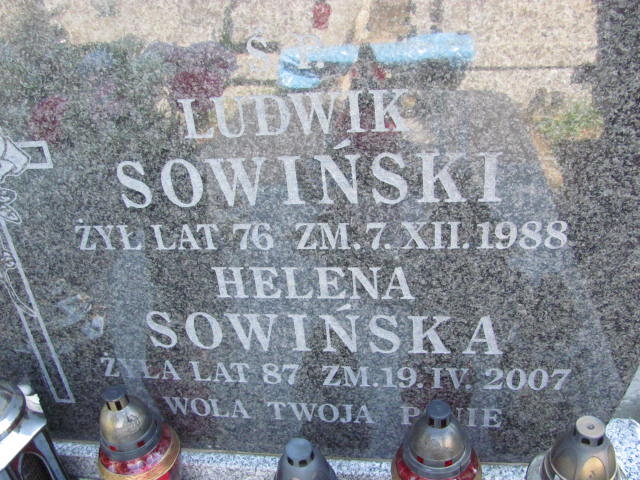 Ś.P.
LUDWIK
SOWIŃSKI
ŻYŁ LAT 76 ZM. 7. XII. 1988
HELENA
SOWIŃSKA
ŻYŁA LAT 87 ZM. 19. IV. 2007
WOLA TWOJA PANIE